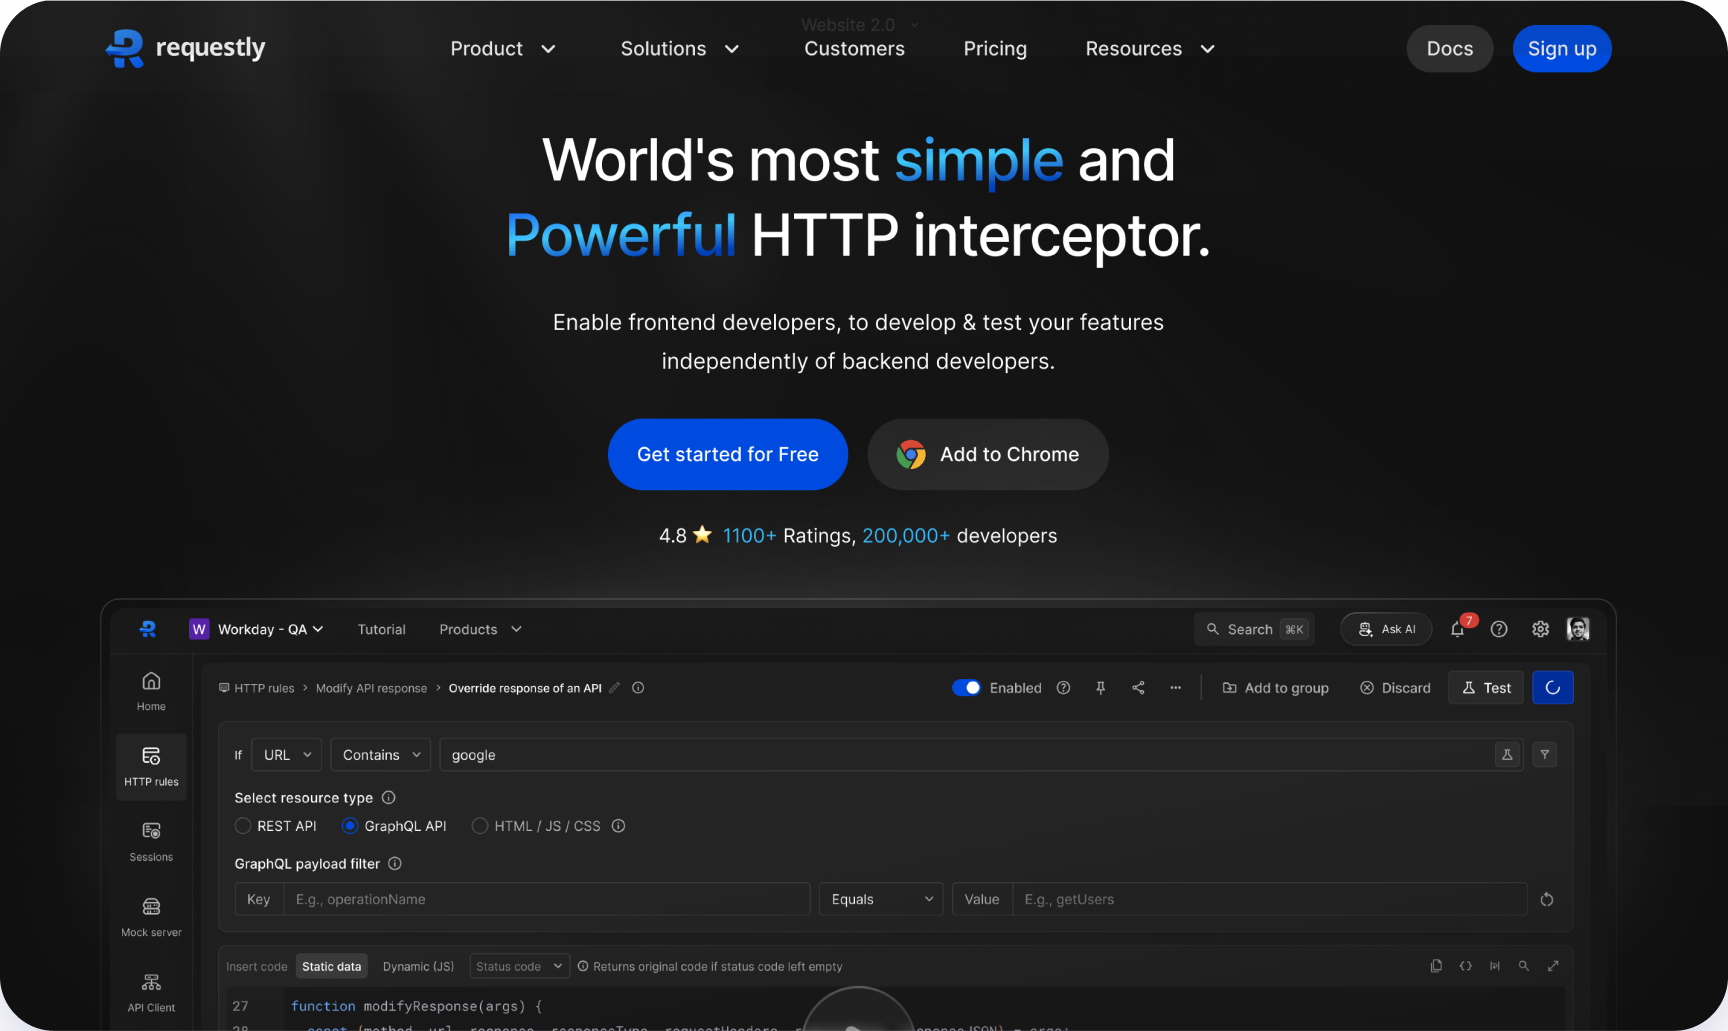 Website 2.0
requestly
Product
Solutions
Customers
Pricing
Resources
Docs
Sign up
World's most simple and
Powerful HTTP interceptor.
Enable frontend developers, to develop & test your features
independently of backend developers.
Get started for Free
Add to Chrome
4.8 ⭐ 1100+ Ratings, 200,000+ developers
W Workday - QA
Tutorial
Products
Search ⌘K
Ask AI
7
HTTP rules > Modify API response > Override response of an API
Enabled
Add to group
Discard
Test
Home
HTTP rules
Sessions
Mock server
API Client
If URL Contains google
Select resource type
REST API GraphQL API HTML / JS / CSS
GraphQL payload filter
Key E.g., operationName Equals Value E.g., getUsers
Insert code Static data Dynamic (JS) Status code Returns original code if status code left empty
27 function modifyResponse(args) {
28 const {method, url, response, responseType, requestHeaders,